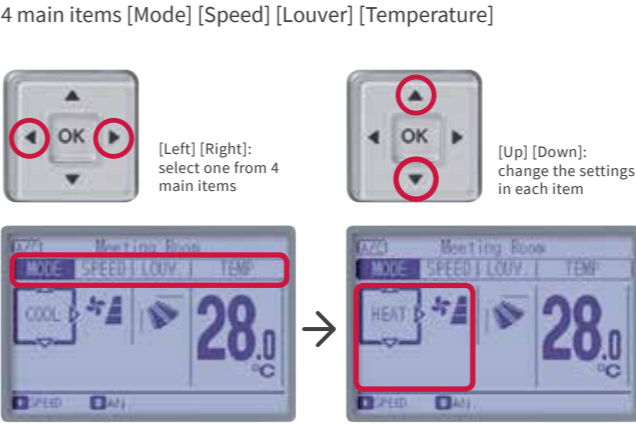 4 main items [Mode] [Speed] [Louver] [Temperature]
OK
[Left] [Right]:
select one from 4
main items
OK
[Up] [Down]:
change the settings
in each item
Meeting Room
MODE SPEED LOUV. TEMP
COOL
28.0
°C
SPEED
Meeting Room
MODE SPEED LOUV. TEMP
HEAT
28.0
°C
SPEED